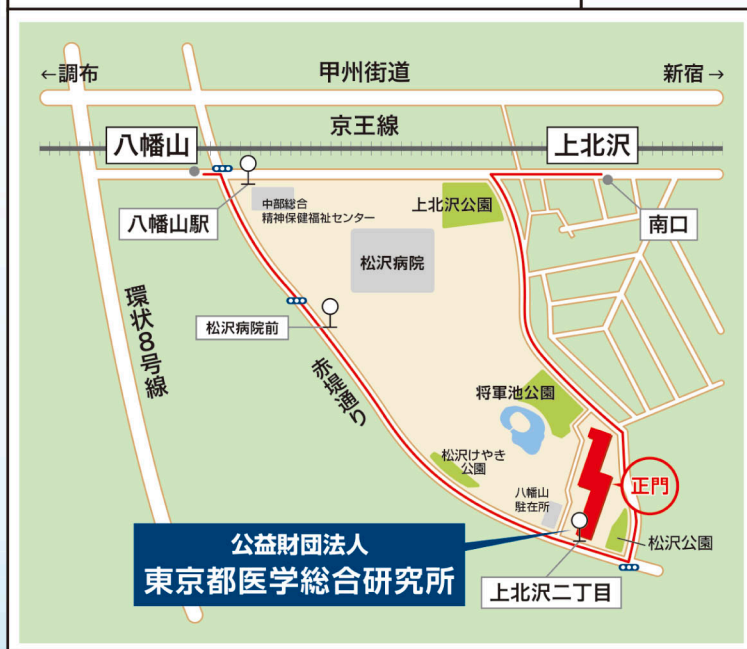 ←調布
甲州街道
新宿→
京王線
八幡山
上北沢
八幡山駅
中部総合
精神保健福祉センター
上北沢公園
南口
松沢病院
環状8号線
松沢病院前
赤堤通り
将軍池公園
松沢けやき
公園
八幡山
駐在所
正門
公益財団法人
東京都医学総合研究所
松沢公園
上北沢二丁目